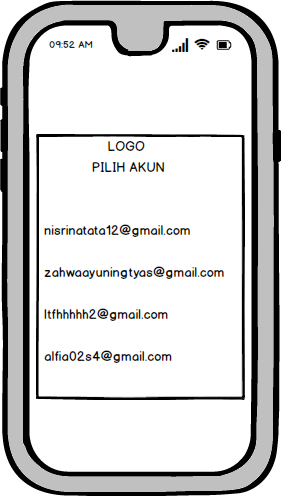 09:52 AM
LOGO
PILIH AKUN
nisrinatata12@gmail.com
zahwaayuningtyas@gmail.com
ltfhhhhh2@gmail.com
alfia02s4@gmail.com